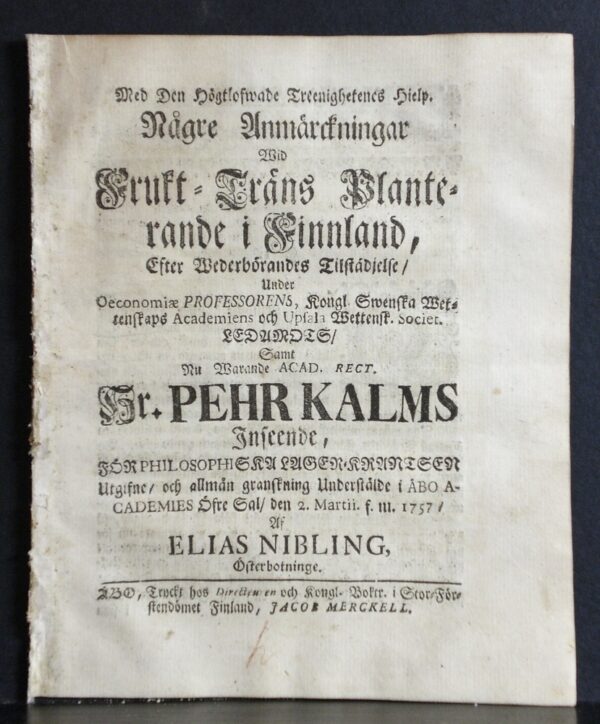 Med Den Högtlofwade Treenighetenes Hielp.
Någre Anmärckningar
Wid
Frukt-Träns Plante-
rande i Finnland,
Efter Wederbörandes Tilstädjelse/
Under
Oeconomiæ PROFESSORENS, Kongl. Swenska Wet-
tenskaps Academiens och Upsala Wettensk. Societ.
LEDAMOTS/
Samt
Nu Warande ACAD. RECT.
Hr. PEHR KALMS
Inseende,
FÖR PHILOSOPHISKA LAGER-KRANTSEN
Utgifne/ och allmän granskning Understälde i ÅBO A-
CADEMIES Öfre Sal/ den 2. Martii. f. m. 1757/
Af
ELIAS NIBLING,
Österbotninge.
ÅBO, Tryckt hos Directeuren och Kongl. Boktr. i Stor-För-
stendömet Finland, JACOB MERCKELL.